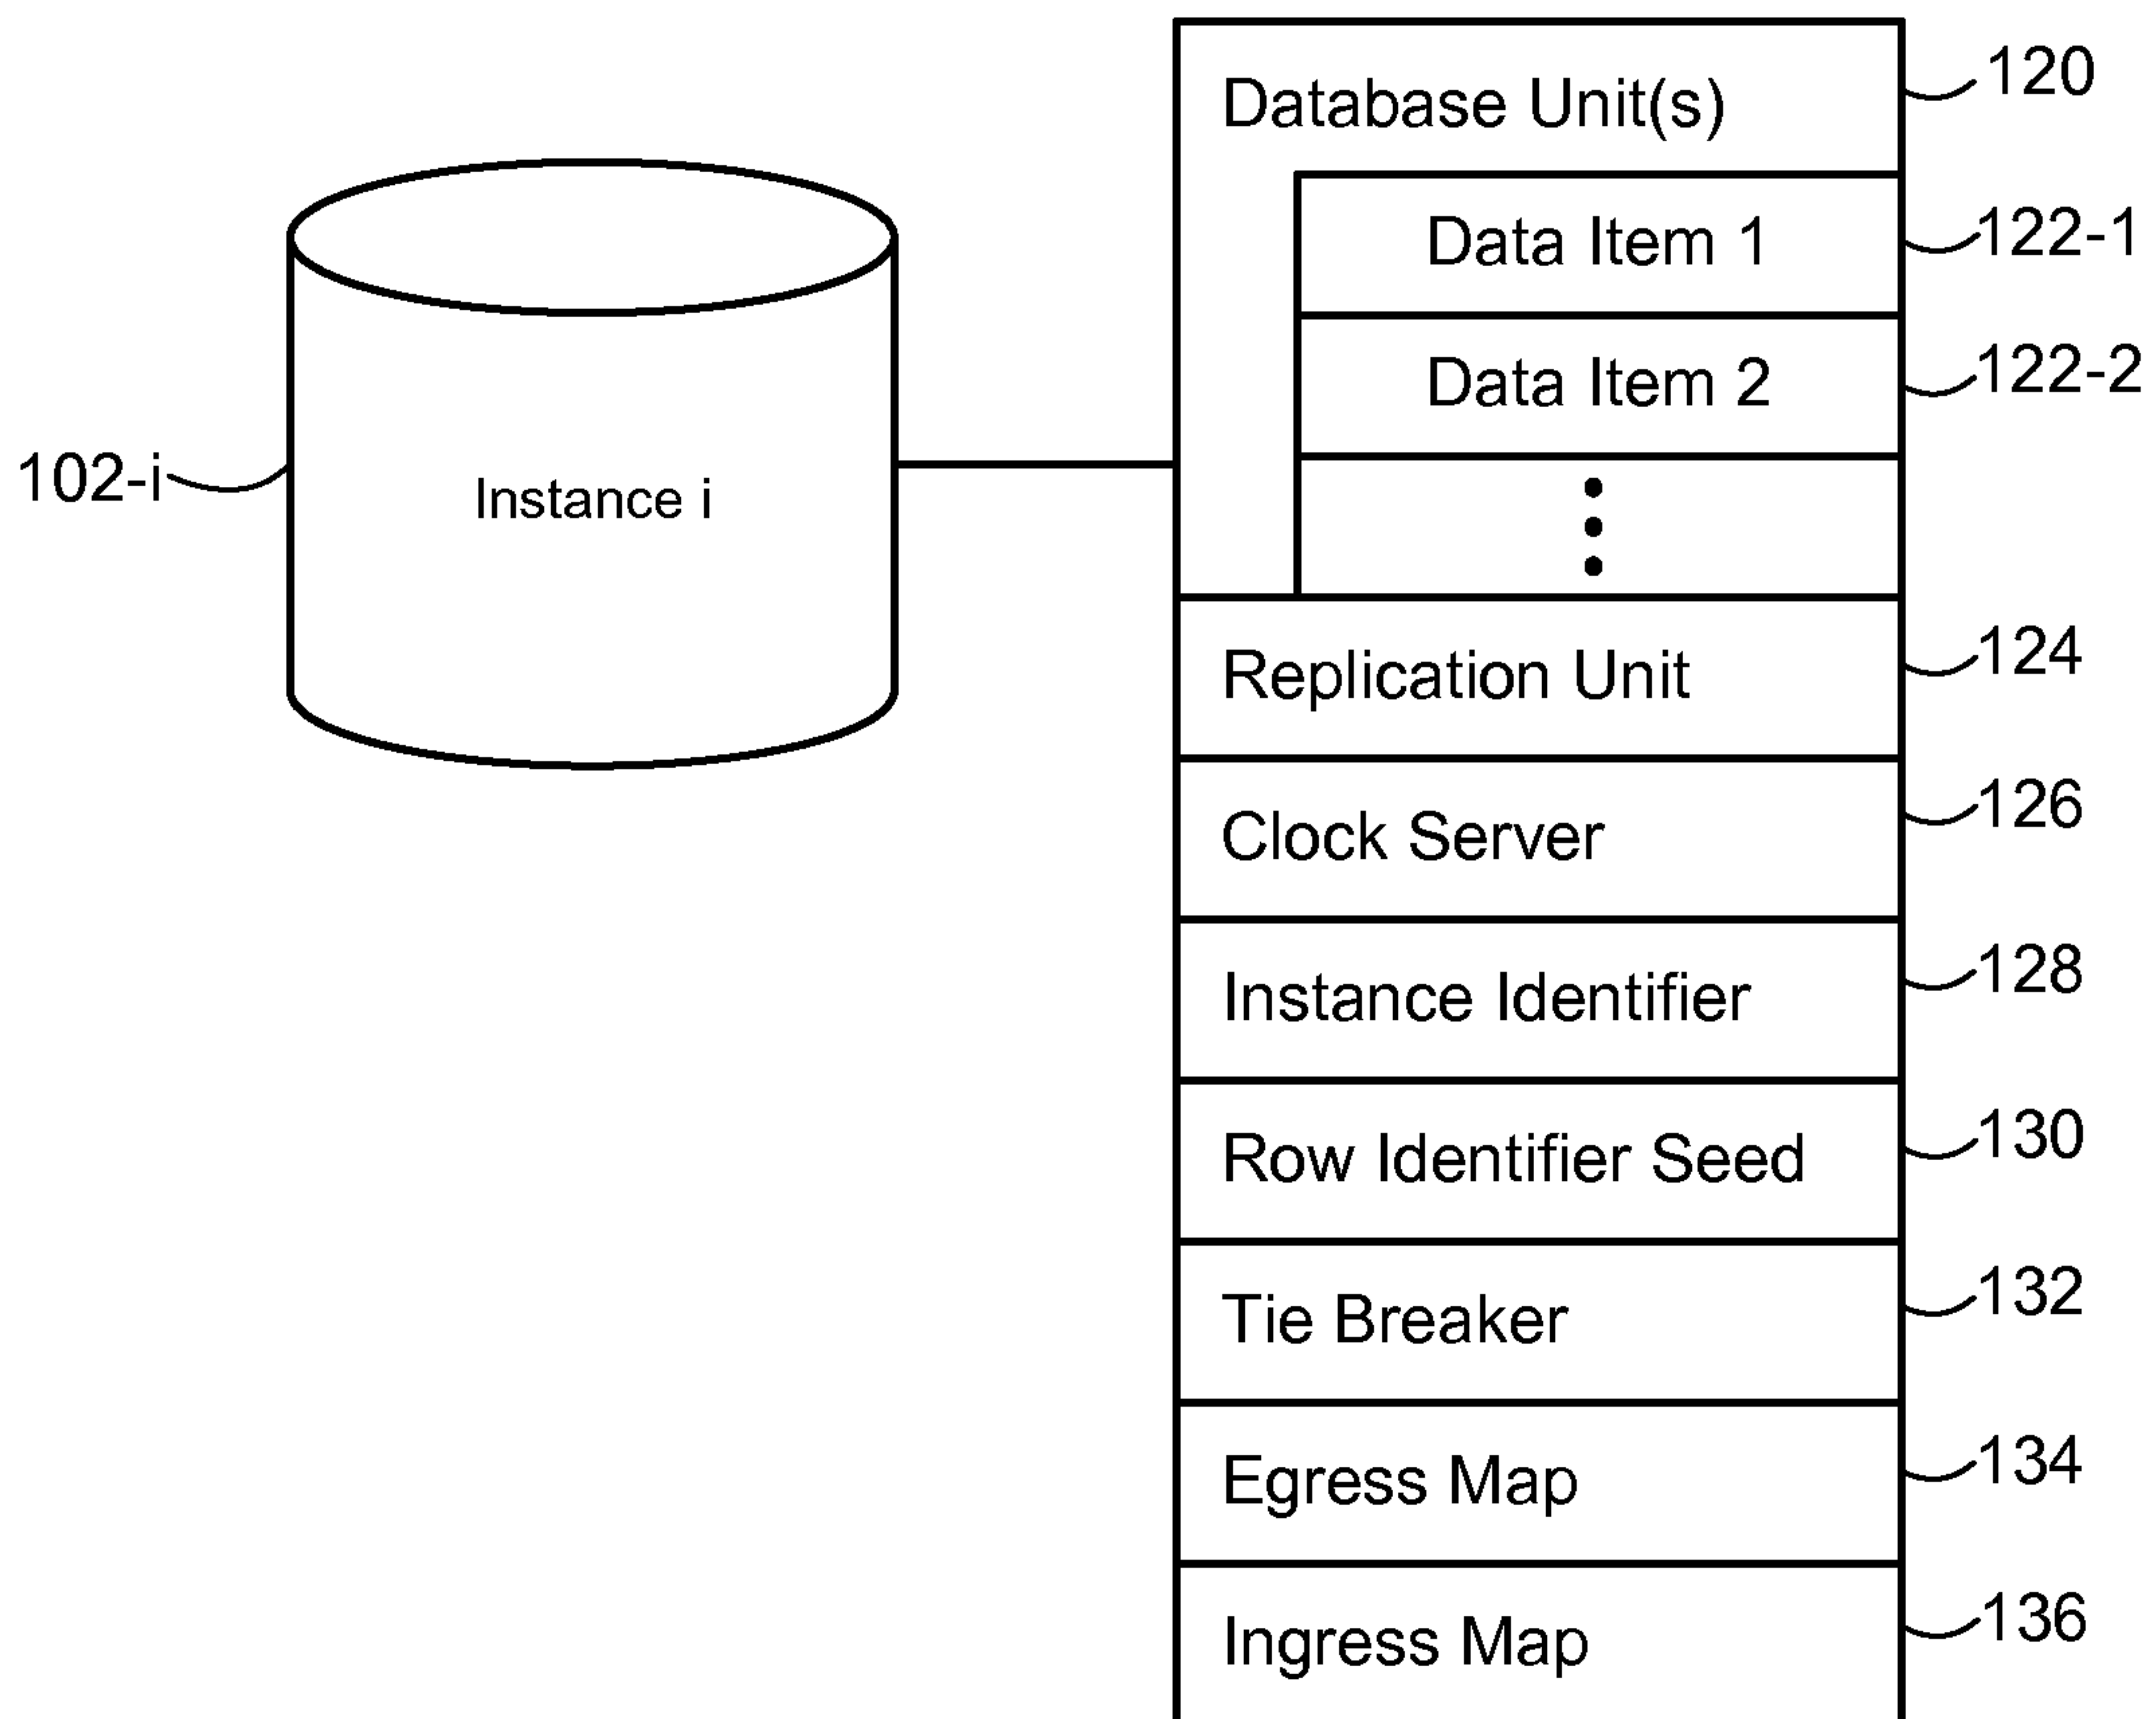 Database Unit(s)
120
Data Item 1
122-1
Data Item 2
122-2
102-i
Instance i
Replication Unit
124
Clock Server
126
Instance Identifier
128
Row Identifier Seed
130
Tie Breaker
132
Egress Map
134
Ingress Map
136